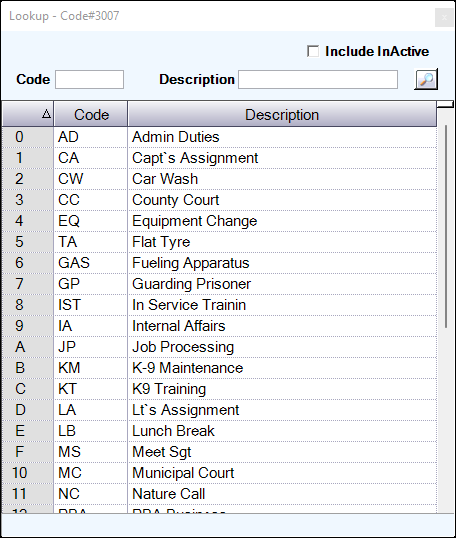 Lookup - Code#3007
Include InActive
Code Description
Code Description
0 AD Admin Duties
1 CA Capt`s Assignment
2 CW Car Wash
3 CC County Court
4 EQ Equipment Change
5 TA Flat Tyre
6 GAS Fueling Apparatus
7 GP Guarding Prisoner
8 IST In Service Trainin
9 IA Internal Affairs
A JP Job Processing
B KM K-9 Maintenance
C KT K9 Training
D LA Lt`s Assignment
E LB Lunch Break
F MS Meet Sgt
10 MC Municipal Court
11 NC Nature Call